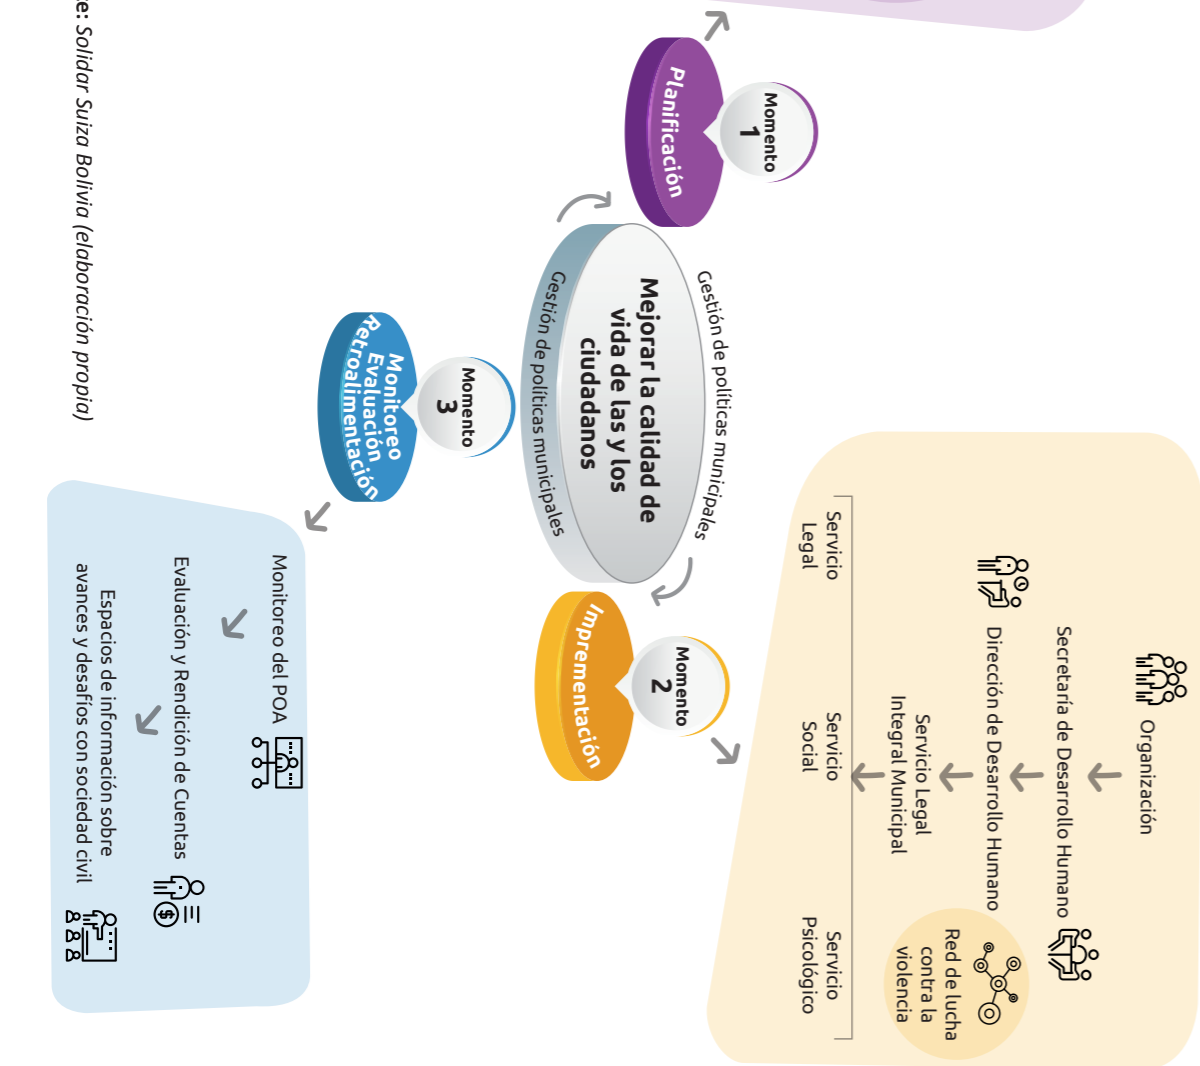 Momento
1
Planificación
Gestión de políticas municipales
Mejorar la calidad de
vida de las y los
ciudadanos
Gestión de políticas municipales
Organización
Secretaría de Desarrollo Humano
Dirección de Desarrollo Humano
Servicio Legal
Integral Municipal
Red de lucha
contra la
violencia
Servicio
Legal
Servicio
Social
Servicio
Psicológico
Momento
2
Imprementación
Momento
3
Monitoreo
Evaluación
Retroalimentación
Monitoreo del POA
Evaluación y Rendición de Cuentas
Espacios de información sobre
avances y desafíos con sociedad civil
te: Solidar Suiza Bolivia (elaboración propia)